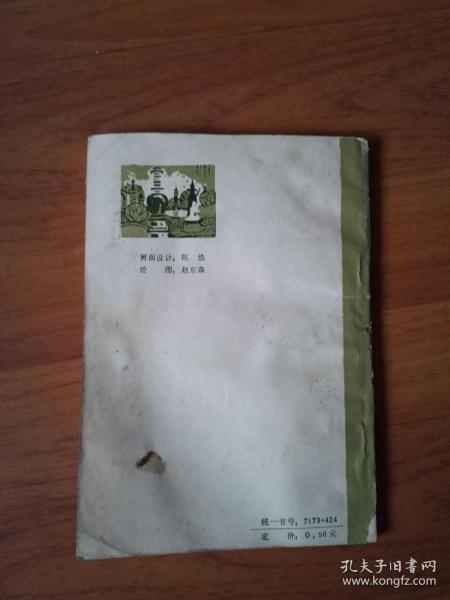 封面设计：陈 浩
绘 图：赵东森
统一书号：7179•424
定 价：0.50元
孔夫子旧书网
www.kongfz.com